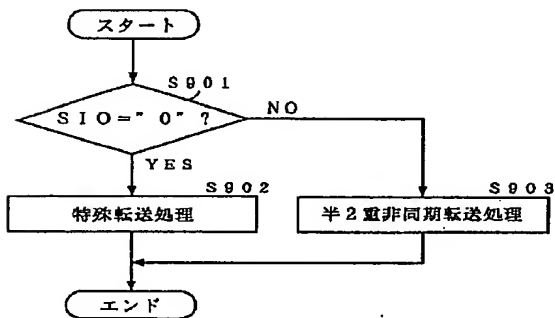 スタート
S901
SIO="0"?
NO
YES
S902
S903
特殊転送処理
半2重非同期転送処理
エンド